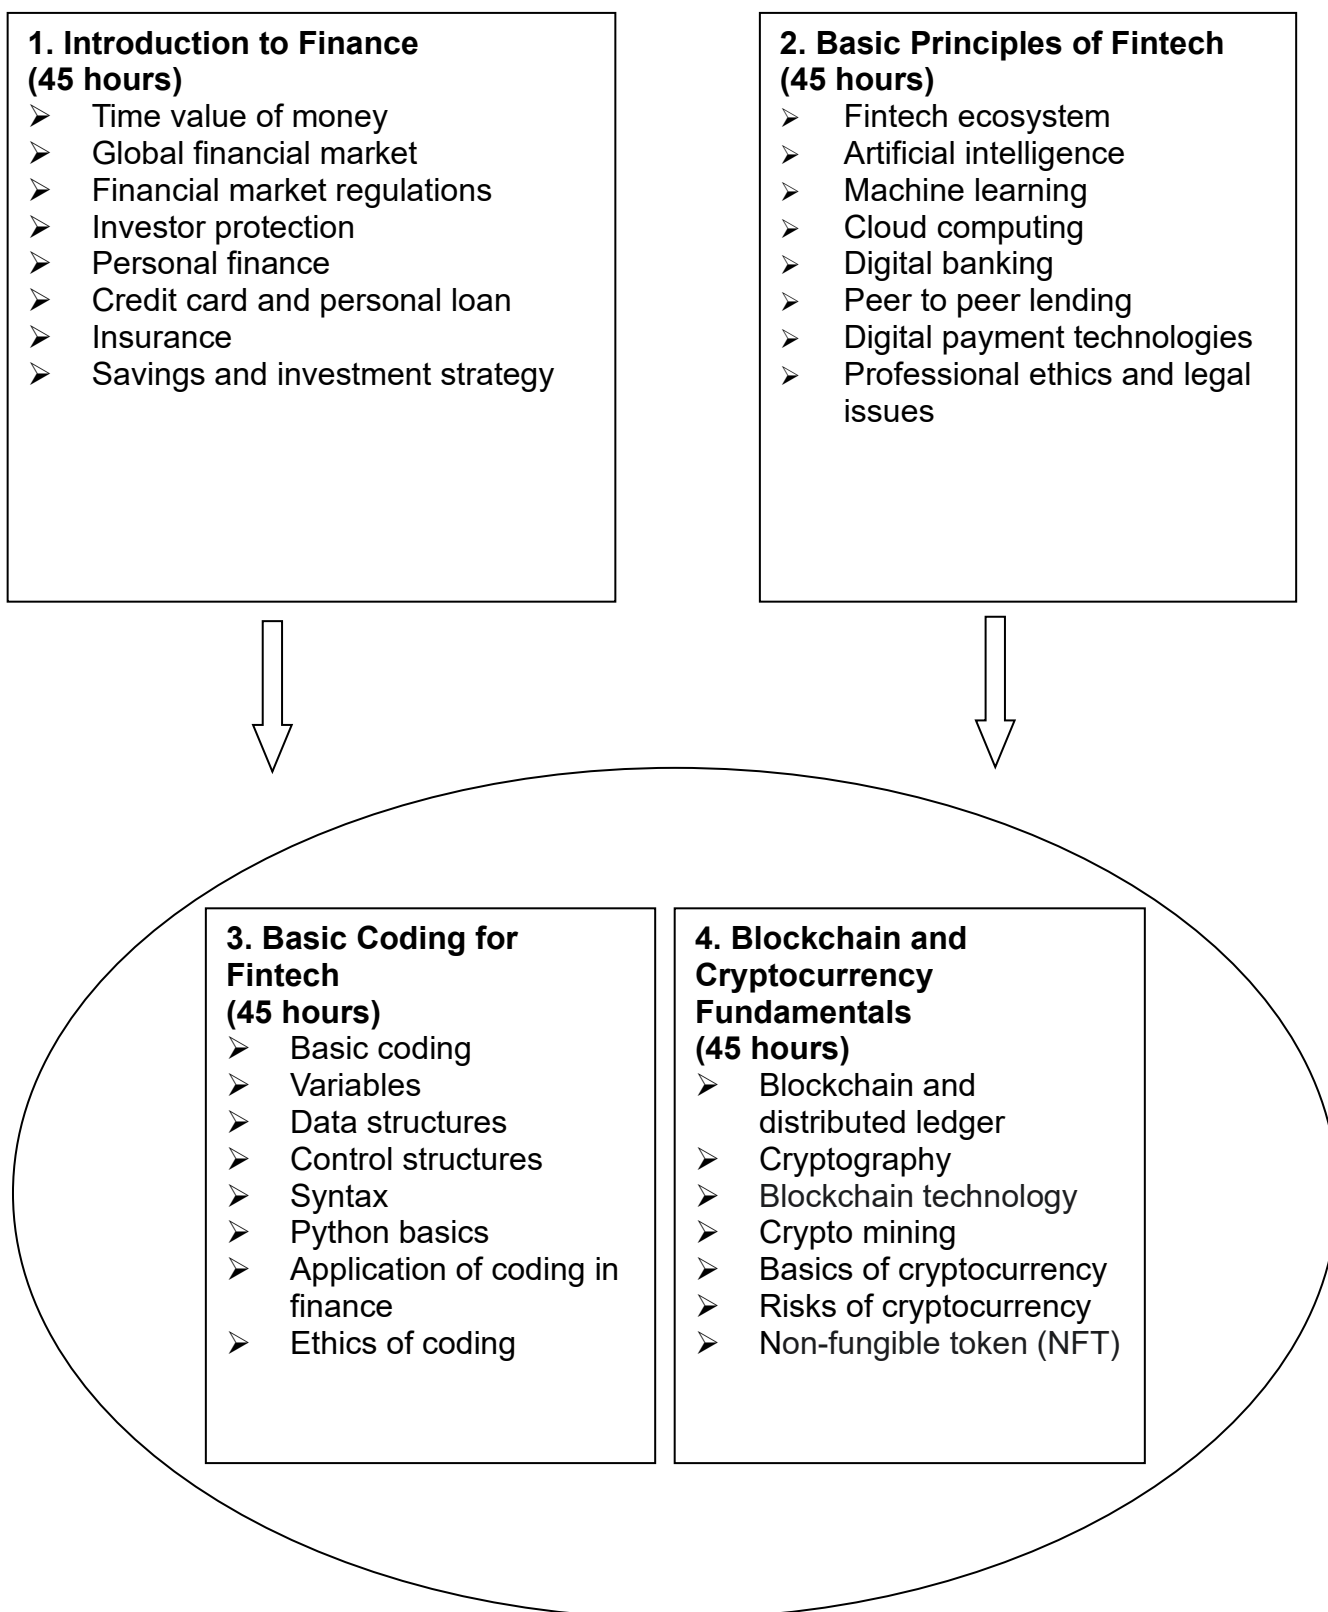 1. Introduction to Finance
(45 hours)
➢ Time value of money
➢ Global financial market
➢ Financial market regulations
➢ Investor protection
➢ Personal finance
➢ Credit card and personal loan
➢ Insurance
➢ Savings and investment strategy
2. Basic Principles of Fintech
(45 hours)
➢ Fintech ecosystem
➢ Artificial intelligence
➢ Machine learning
➢ Cloud computing
➢ Digital banking
➢ Peer to peer lending
➢ Digital payment technologies
➢ Professional ethics and legal
issues
3. Basic Coding for
Fintech
(45 hours)
➢ Basic coding
➢ Variables
➢ Data structures
➢ Control structures
➢ Syntax
➢ Python basics
➢ Application of coding in
finance
➢ Ethics of coding
4. Blockchain and
Cryptocurrency
Fundamentals
(45 hours)
➢ Blockchain and
distributed ledger
➢ Cryptography
➢ Blockchain technology
➢ Crypto mining
➢ Basics of cryptocurrency
➢ Risks of cryptocurrency
➢ Non-fungible token (NFT)